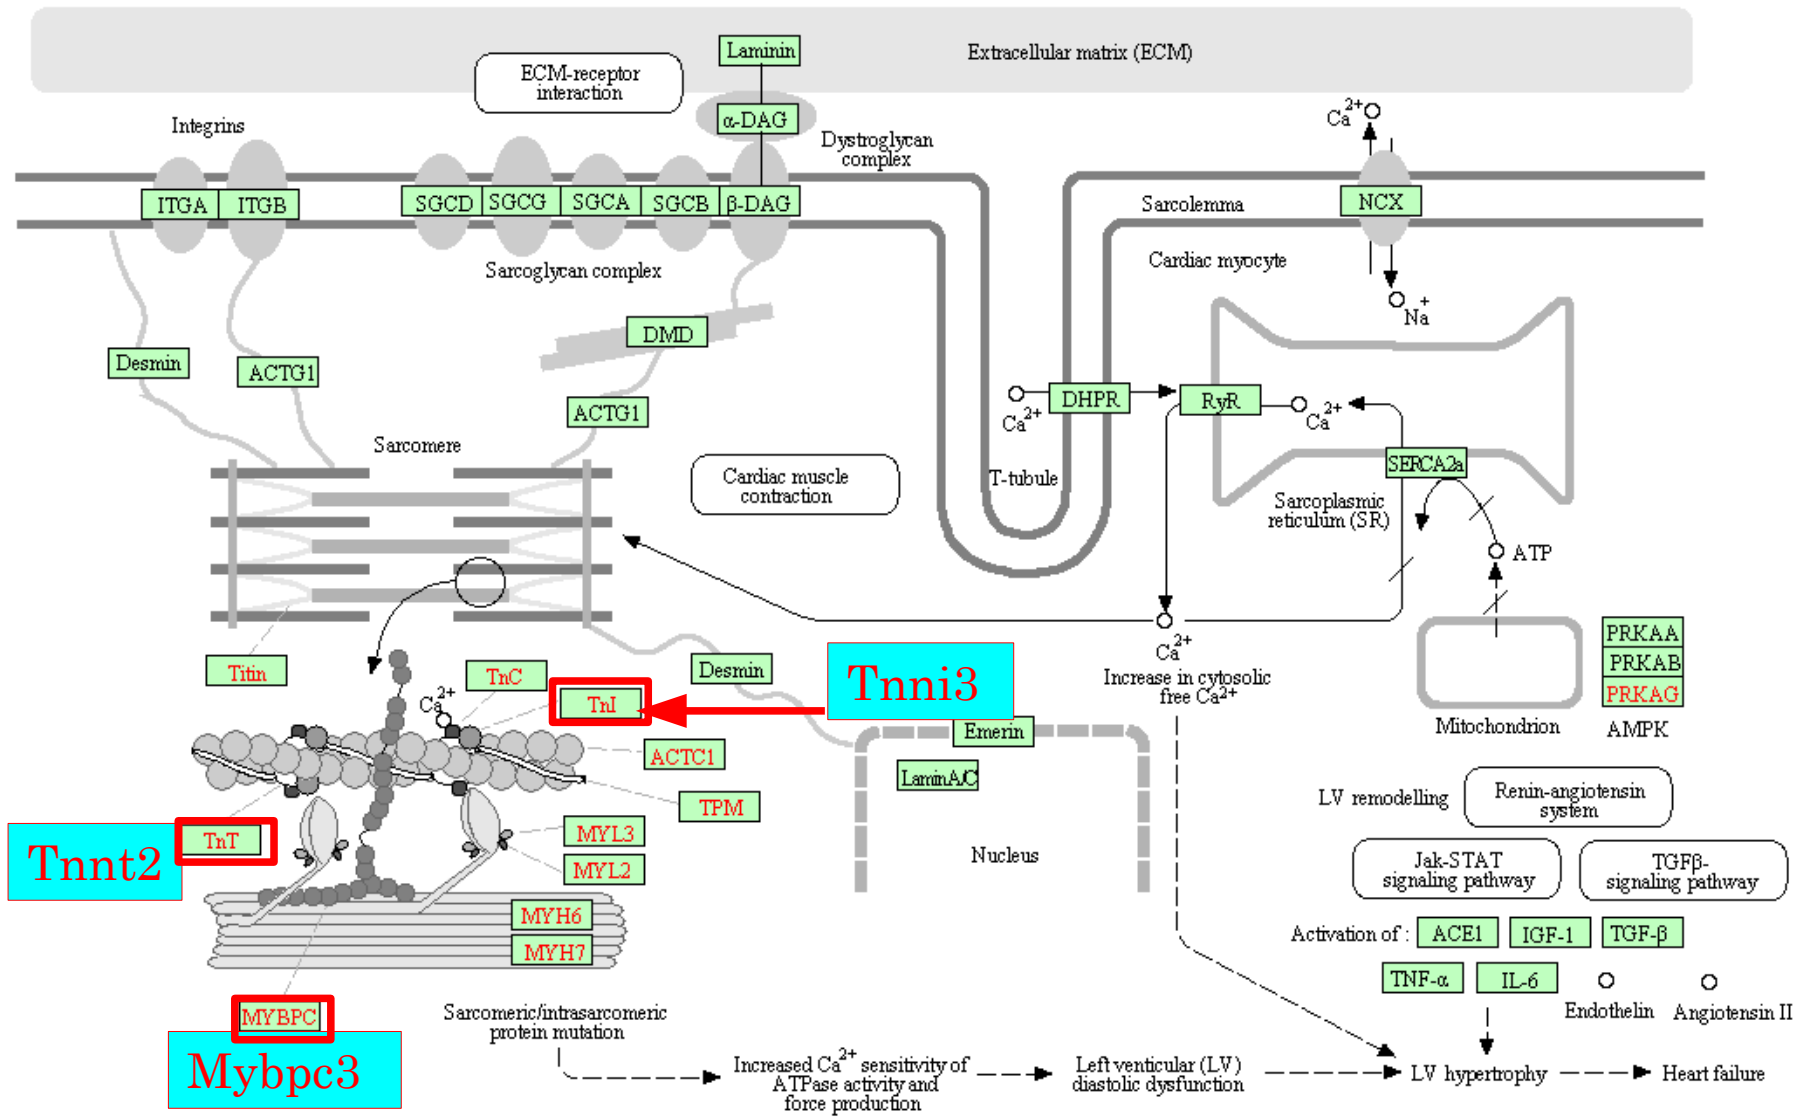 Laminin
Extracellular matrix (ECM)
ECM-receptor
interaction
α-DAG
Ca2+
Integrins
Dystroglycan
complex
ITGA
ITGB
SGCD
SGCG
SGCA
SGCB
β-DAG
Sarcolemma
NCX
Sarcoglycan complex
Cardiac myocyte
Na+
DMD
Desmin
ACTG1
ACTG1
DHPR
RyR
Ca2+
Ca2+
Sarcomere
Cardiac muscle
contraction
T-tubule
SERCA2a
Sarcoplasmic
reticulum (SR)
ATP
Ca2+
Increase in cytosolic
free Ca2+
PRKAA
PRKAB
PRKAG
AMPK
Mitochondrion
Titin
TnC
Desmin
Tnni3
Ca2+
TnI
Emerin
ACTC1
LaminA/C
TPM
LV remodelling
Renin-angiotensin
system
TnT
Tnnt2
MYL3
MYL2
Nucleus
Jak-STAT
signaling pathway
TGFβ-
signaling pathway
MYH6
MYH7
Activation of :
ACE1
IGF-1
TGF-β
TNF-α
IL-6
Endothelin
Angiotensin II
MYBPC
Mybpc3
Sarcomeric/intrasarcomeric
protein mutation
Increased Ca2+ sensitivity of
ATPase activity and
force production
Left venticular (LV)
diastolic dysfunction
LV hypertrophy
Heart failure